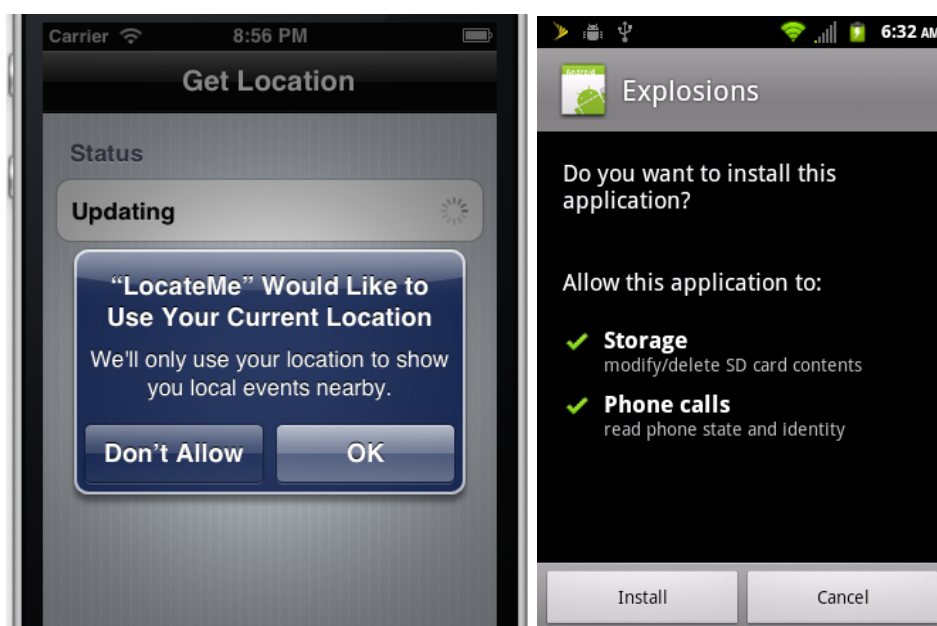 Carrier 8:56 PM
Get Location
Status
Updating
“LocateMe” Would Like to
Use Your Current Location
We'll only use your location to show
you local events nearby.
Don’t Allow OK
6:32 AM
Android
Explosions
Do you want to install this
application?
Allow this application to:
Storage
modify/delete SD card contents
Phone calls
read phone state and identity
Install Cancel